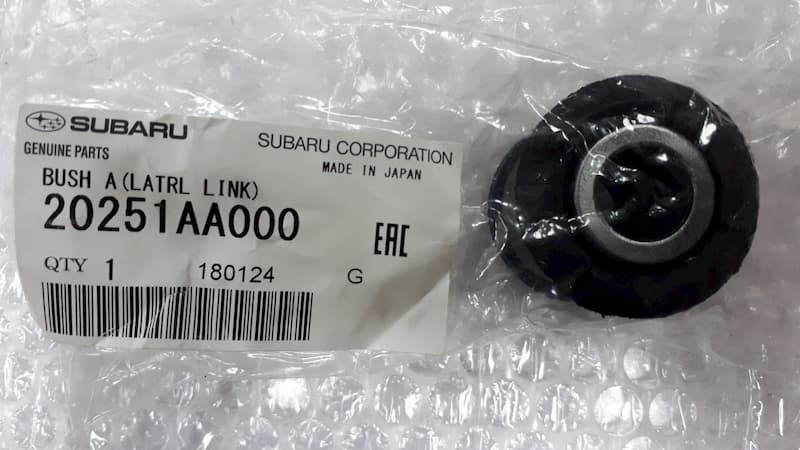 SUBARU
GENUINE PARTS
SUBARU CORPORATION
MADE IN JAPAN
BUSH A(LATRL LINK)
20251AA000
EAC
QTY 1 180124 G